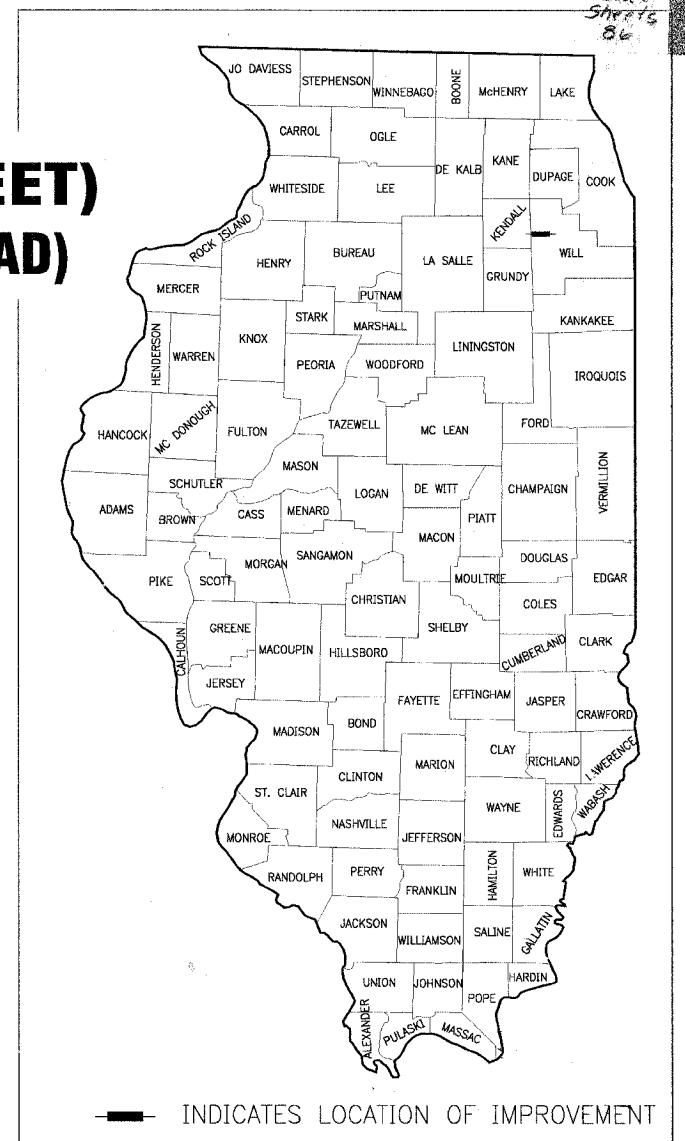 Sheets
86
EET)
AD)
JO DAVIESS
STEPHENSON
WINNEBAGO
BOONE
McHENRY
LAKE
CARROL
OGLE
DE KALB
KANE
DUPAGE
COOK
WHITESIDE
LEE
KENDALL
WILL
ROCK ISLAND
HENRY
BUREAU
LA SALLE
GRUNDY
MERCER
PUTNAM
STARK
MARSHALL
KANKAKEE
HENDERSON
WARREN
KNOX
PEORIA
WOODFORD
LININGSTON
IROQUOIS
HANCOCK
MC DONOUGH
FULTON
TAZEWELL
MC LEAN
FORD
MASON
SCHUTLER
LOGAN
DE WITT
CHAMPAIGN
VERMILLION
ADAMS
BROWN
CASS
MENARD
PIATT
MACON
PIKE
SCOTT
MORGAN
SANGAMON
DOUGLAS
EDGAR
CHRISTIAN
MOULTRIE
COLES
GREENE
SHELBY
CALHOUN
MACOUPIN
HILLSBORO
CUMBERLAND
CLARK
JERSEY
FAYETTE
EFFINGHAM
JASPER
CRAWFORD
MADISON
BOND
MARION
CLAY
RICHLAND
LAWERENCE
CLINTON
ST. CLAIR
WAYNE
EDWARDS
WABASH
NASHVILLE
MONROE
JEFFERSON
RANDOLPH
PERRY
FRANKLIN
HAMILTON
WHITE
JACKSON
WILLIAMSON
SALINE
GALLATIN
UNION
JOHNSON
POPE
HARDIN
ALEXANDER
PULASKI
MASSAC
INDICATES LOCATION OF IMPROVEMENT